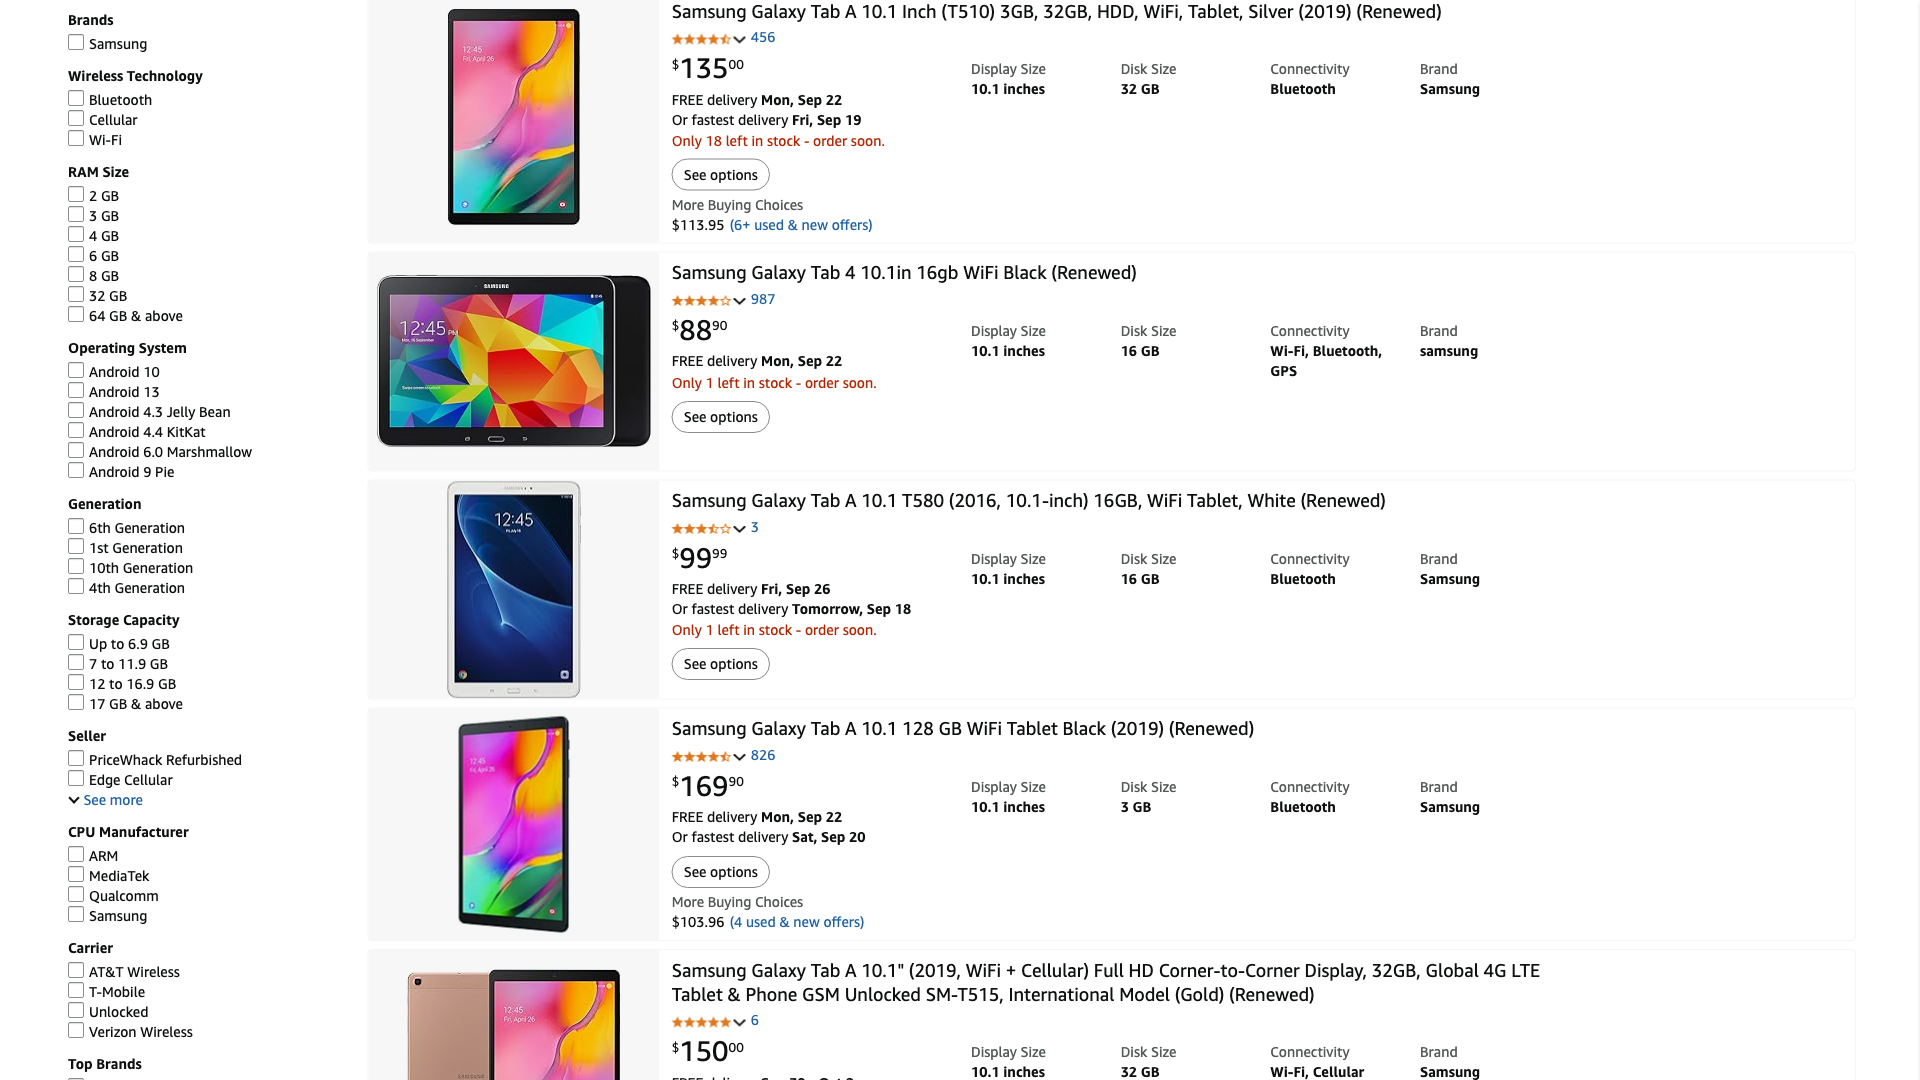 Brands
Samsung
Wireless Technology
Bluetooth
Cellular
Wi-Fi
RAM Size
2 GB
3 GB
4 GB
6 GB
8 GB
32 GB
64 GB & above
Operating System
Android 10
Android 13
Android 4.3 Jelly Bean
Android 4.4 KitKat
Android 6.0 Marshmallow
Android 9 Pie
Generation
6th Generation
1st Generation
10th Generation
4th Generation
Storage Capacity
Up to 6.9 GB
7 to 11.9 GB
12 to 16.9 GB
17 GB & above
Seller
PriceWhack Refurbished
Edge Cellular
See more
CPU Manufacturer
ARM
MediaTek
Qualcomm
Samsung
Carrier
AT&T Wireless
T-Mobile
Unlocked
Verizon Wireless
Top Brands
12:45
Fri, April 26
Samsung Galaxy Tab A 10.1 Inch (T510) 3GB, 32GB, HDD, WiFi, Tablet, Silver (2019) (Renewed)
456
$13500
FREE delivery Mon, Sep 22
Or fastest delivery Fri, Sep 19
Only 18 left in stock - order soon.
See options
More Buying Choices
$113.95 (6+ used & new offers)
Display Size
10.1 inches
Disk Size
32 GB
Connectivity
Bluetooth
Brand
Samsung
SAMSUNG
12:45 PM
Samsung Galaxy Tab 4 10.1in 16gb WiFi Black (Renewed)
987
$8890
FREE delivery Mon, Sep 22
Only 1 left in stock - order soon.
See options
Display Size
10.1 inches
Disk Size
16 GB
Connectivity
Wi-Fi, Bluetooth,
GPS
Brand
samsung
SAMSUNG
12:45
Samsung Galaxy Tab A 10.1 T580 (2016, 10.1-inch) 16GB, WiFi Tablet, White (Renewed)
3
$9999
FREE delivery Fri, Sep 26
Or fastest delivery Tomorrow, Sep 18
Only 1 left in stock - order soon.
See options
Display Size
10.1 inches
Disk Size
16 GB
Connectivity
Bluetooth
Brand
Samsung
12:45
Fri, April 26
Samsung Galaxy Tab A 10.1 128 GB WiFi Tablet Black (2019) (Renewed)
826
$16990
FREE delivery Mon, Sep 22
Or fastest delivery Sat, Sep 20
See options
More Buying Choices
$103.96 (4 used & new offers)
Display Size
10.1 inches
Disk Size
3 GB
Connectivity
Bluetooth
Brand
Samsung
12:45
Fri, April 26
SAMSUNG
Samsung Galaxy Tab A 10.1" (2019, WiFi + Cellular) Full HD Corner-to-Corner Display, 32GB, Global 4G LTE
Tablet & Phone GSM Unlocked SM-T515, International Model (Gold) (Renewed)
6
$15000
Display Size
10.1 inches
Disk Size
32 GB
Connectivity
Wi-Fi, Cellular
Brand
Samsung